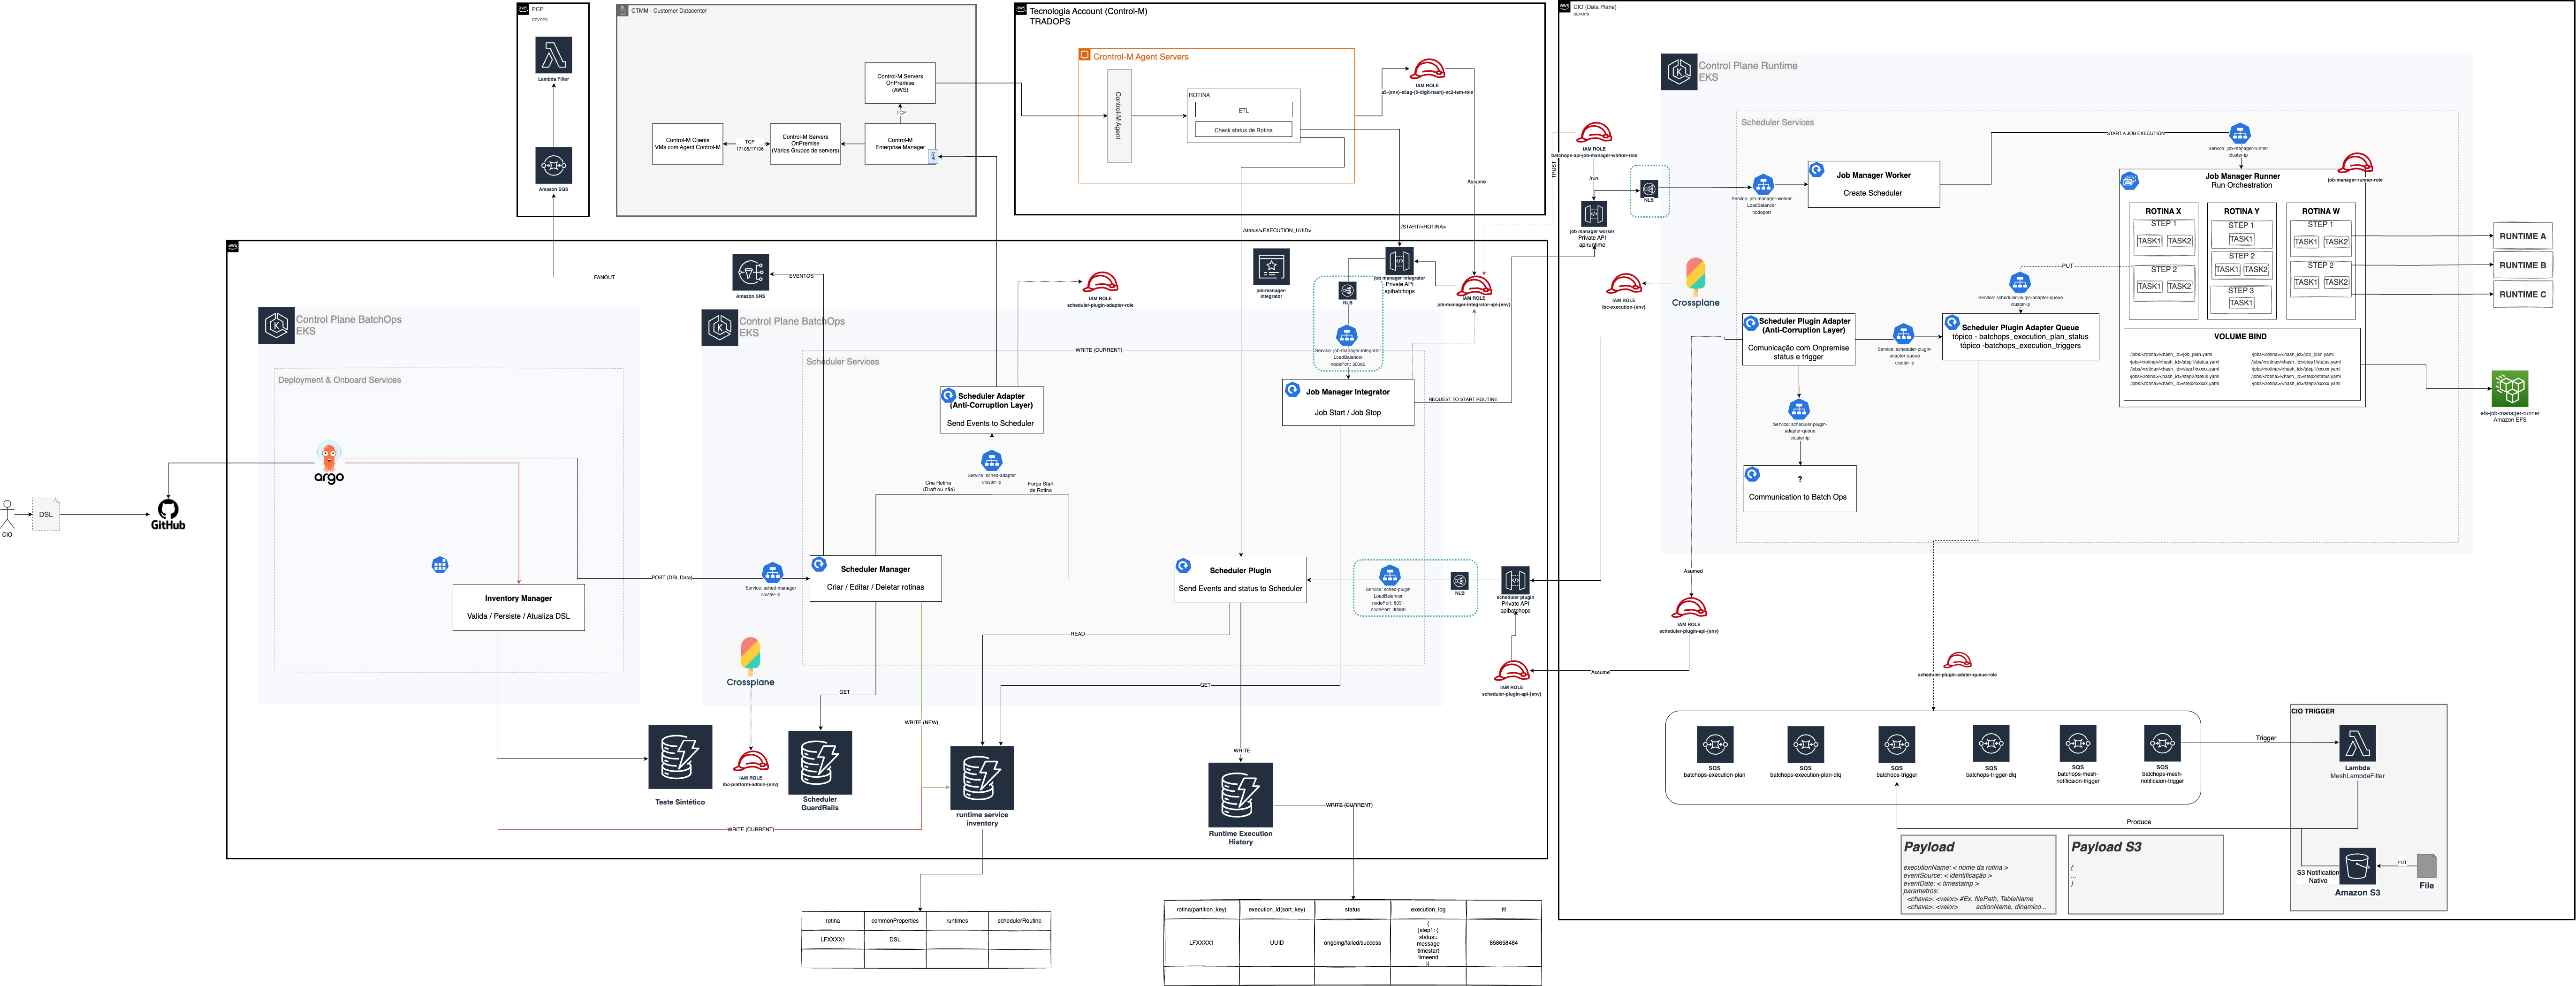 PCP
DEVOPS
Lambda Filter
Amazon SQS
CTMM - Customer Datacenter
Control-M Servers
OnPremise
(AWS)
TCP
Control-M Clients
VMs com Agent Control-M
TCP
17105/17106
Control-M Servers
OnPremise
(Vários Grupos de servers)
Control-M
Enterprise Manager
API
Tecnologia Account (Control-M)
TRADOPS
Crontrol-M Agent Servers
Control-M Agent
ROTINA
ETL
Check status de Rotina
IAM ROLE
Assume
/status/<EXECUTION_UUID>
/START/<ROTINA>
CIO (Data Plane)
DEVOPS
Control Plane Runtime
EKS
Scheduler Services
TRUST
IAM ROLE
batchops-api-job-manager-worker-role
/run
job manager worker
Private API
apiruntime
NLB
Service: job-manager-worker
LoadBalancer
nodeport
Job Manager Worker
Create Scheduler
START A JOB EXECUTION
Service: job-manager-runner
cluster-ip
Job Manager Runner
Run Orchestration
job-manager-runner-role
ROTINA X
STEP 1
TASK1
TASK2
STEP 2
TASK1
TASK2
ROTINA Y
STEP 1
TASK1
STEP 2
TASK1
TASK2
STEP 3
TASK1
ROTINA W
STEP 1
TASK1
TASK2
STEP 2
TASK1
TASK2
RUNTIME A
RUNTIME B
RUNTIME C
PUT
Service: scheduler-plugin-adapter-queue
cluster-ip
VOLUME BIND
/jobs/<rotina>/<hash_id>/job_plan.yaml
/jobs/<rotina>/<hash_id>/step1/status.yaml
/jobs/<rotina>/<hash_id>/step1/xxxxx.yaml
/jobs/<rotina>/<hash_id>/step2/status.yaml
/jobs/<rotina>/<hash_id>/step2/xxxxx.yaml
/jobs/<rotina>/<hash_id>/job_plan.yaml
/jobs/<rotina>/<hash_id>/step1/status.yaml
/jobs/<rotina>/<hash_id>/step1/xxxxx.yaml
/jobs/<rotina>/<hash_id>/step2/status.yaml
/jobs/<rotina>/<hash_id>/step2/xxxxx.yaml
efs-job-manager-runner
Amazon EFS
IAM ROLE
lbc-execution-(env)
Crossplane
Scheduler Plugin Adapter
(Anti-Corruption Layer)
Comunicação com Onpremise
status e trigger
Service: scheduler-plugin-
adapter-queue
cluster-ip
Scheduler Plugin Adapter Queue
tópico - batchops_execution_plan_status
tópico -batchops_execution_triggers
Service: scheduler-plugin-
adapter-queue
cluster-ip
?
Communication to Batch Ops
Assumed
IAM ROLE
scheduler-plugin-api-(env)
Assume
scheduler-plugin-adater-queue-role
SQS
batchops-execution-plan
SQS
batchops-execution-plan-dlq
SQS
batchops-trigger
SQS
batchops-trigger-dlq
SQS
batchops-mesh-
notificaion-trigger
SQS
batchops-mesh-
notificaion-trigger
Trigger
Produce
CIO TRIGGER
Lambda
MeshLambdaFilter
S3 Notification
Nativo
Amazon S3
PUT
File
Payload
executionName: < nome da rotina >
eventSource: < identificação >
eventDate: < timestamp >
parametros:
<chave>: <valor> #Ex. filePath, TableName
<chave>: <valor> actionName, dinamico...
Payload S3
{
...
}
FANOUT
Amazon SNS
EVENTOS
Control Plane BatchOps
EKS
Deployment & Onboard Services
argo
CIO
DSL
GitHub
Inventory Manager
Valida / Persiste / Atualiza DSL
Control Plane BatchOps
EKS
Scheduler Services
IAM ROLE
scheduler-plugin-adapter-role
WRITE (CURRENT)
job-manager-
integrator
job manager integrator
Private API
apibatchops
NLB
Service: job-manager-integrator
LoadBalancer
nodePort: 30080
IAM ROLE
job-manager-integrator-api-(env)
Scheduler Adapter
(Anti-Corruption Layer)
Send Events to Scheduler
Job Manager Integrator
Job Start / Job Stop
REQUEST TO START ROUTINE
Service: sched-adapter
cluster-ip
Cria Rotina
(Draft ou não)
Força Start
de Rotina
POST (DSL Data)
Service: sched-manager
cluster-ip
Scheduler Manager
Criar / Editar / Deletar rotinas
Scheduler Plugin
Send Events and status to Scheduler
Service: sched-plugin
LoadBalancer
nodePort: 8091
nodePort: 30080
NLB
scheduler plugin
Private API
apibatchops
IAM ROLE
scheduler-plugin-api-(env)
READ
GET
GET
Crossplane
WRITE (NEW)
WRITE
Teste Sintético
IAM ROLE
lbc-platform-admin-(env)
Scheduler
GuardRails
runtime service
inventory
Runtime Execution
History
WRITE (CURRENT)
WRITE (CURRENT)
rotina
commonProperties
runtimes
schedulerRoutine
LFXXXX1
DSL
rotina(partition_key)
execution_id(sort_key)
status
execution_log
ttl
LFXXXX1
UUID
ongoing/failed/success
{
[step1: {
status=
message
timestart
timeend
}]
858658484